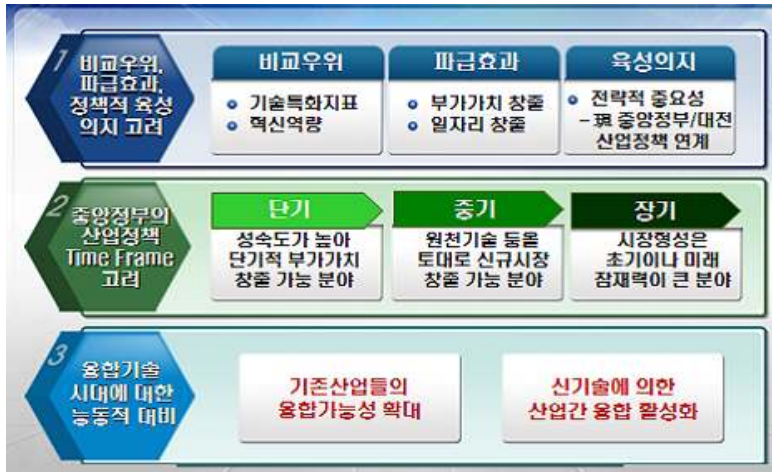 1
비교우위,
파급효과,
정책적 육성
의지 고려
비교우위
기술특화지표
혁신역량
파급효과
부가가치 창출
일자리 창출
육성의지
전략적 중요성
– 現 중앙정부/대전
산업정책 연계
2
중앙정부의
산업정책
Time Frame
고려
단기
성숙도가 높아
단기적 부가가치
창출 가능 분야
중기
원천기술 등을
토대로 신규시장
창출 가능 분야
장기
시장형성은
초기이나 미래
잠재력이 큰 분야
3
융합기술
시대에 대한
능동적 대비
기존산업들의
융합가능성 확대
신기술에 의한
산업간 융합 활성화